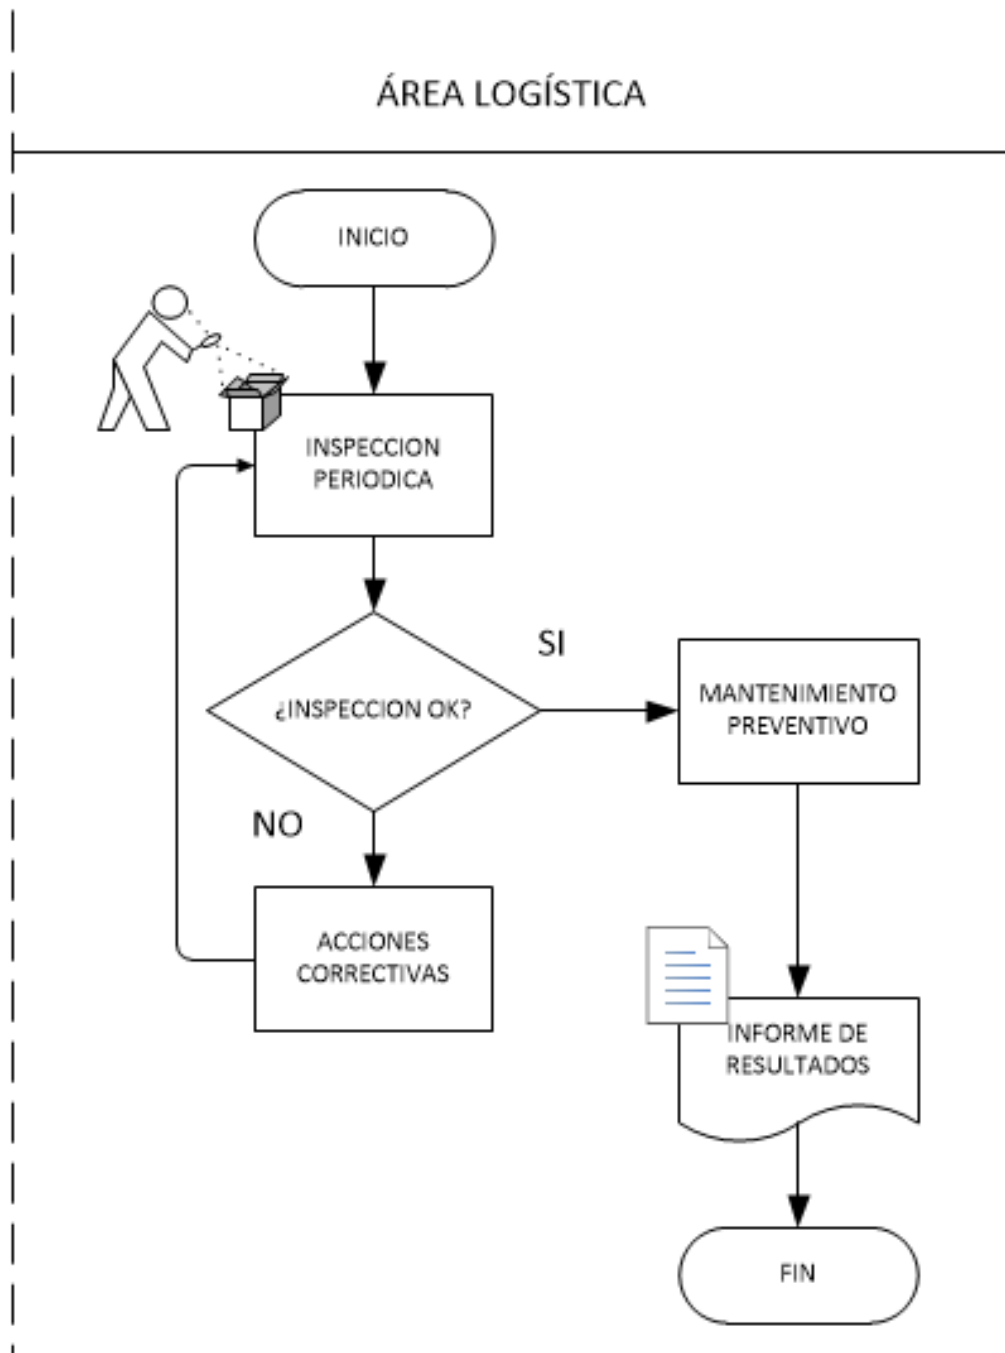 ÁREA LOGÍSTICA
INICIO
INSPECCION
PERIODICA
¿INSPECCION OK?
SI
MANTENIMIENTO
PREVENTIVO
NO
ACCIONES
CORRECTIVAS
INFORME DE
RESULTADOS
FIN